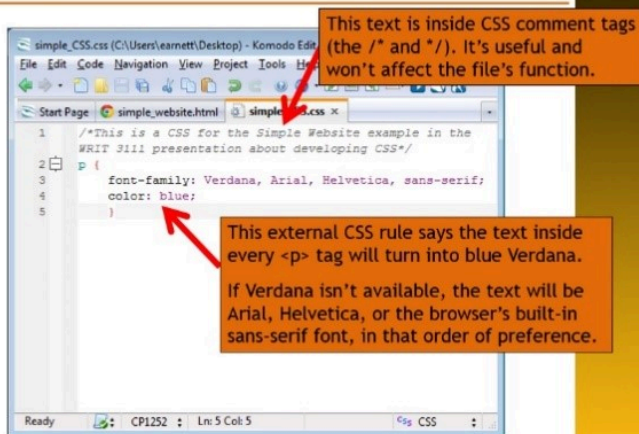 This text is inside CSS comment tags
(the /* and */). It's useful and
won't affect the file's function.
simple_CSS.css (C:\Users\earnett\Desktop) - Komodo Edit
File Edit Code Navigation View Project Tools
Start Page simple_website.html .css ×
1 /*This is a CSS for the Simple Website example in the
WRIT 3111 presentation about developing CSS*/
2 p {
3 font-family: Verdana, Arial, Helvetica, sans-serif;
4 color: blue;
5 }
This external CSS rule says the text inside
every <p> tag will turn into blue Verdana.
If Verdana isn't available, the text will be
Arial, Helvetica, or the browser's built-in
sans-serif font, in that order of preference.
Ready CP1252 Ln: 5 Col: 5 CSS CSS